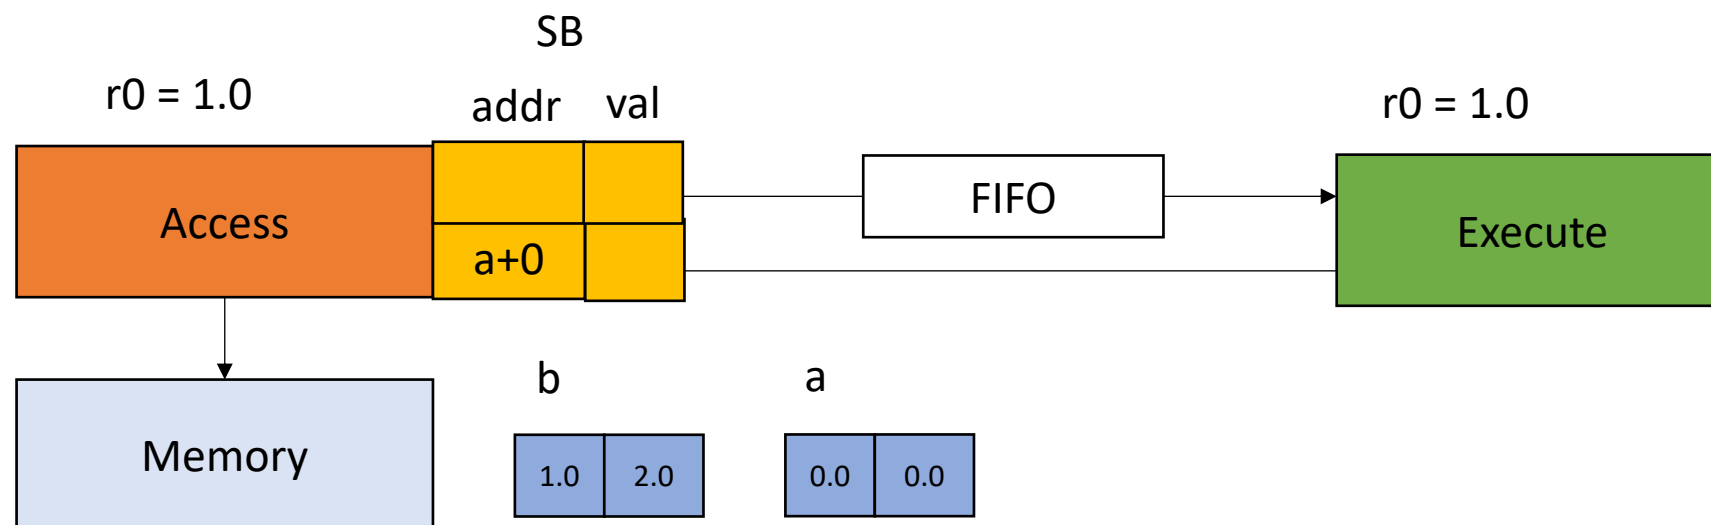 SB
r0 = 1.0
addr val
r0 = 1.0
Access
FIFO
Execute
a+0
b
a
Memory
1.0 2.0
0.0 0.0